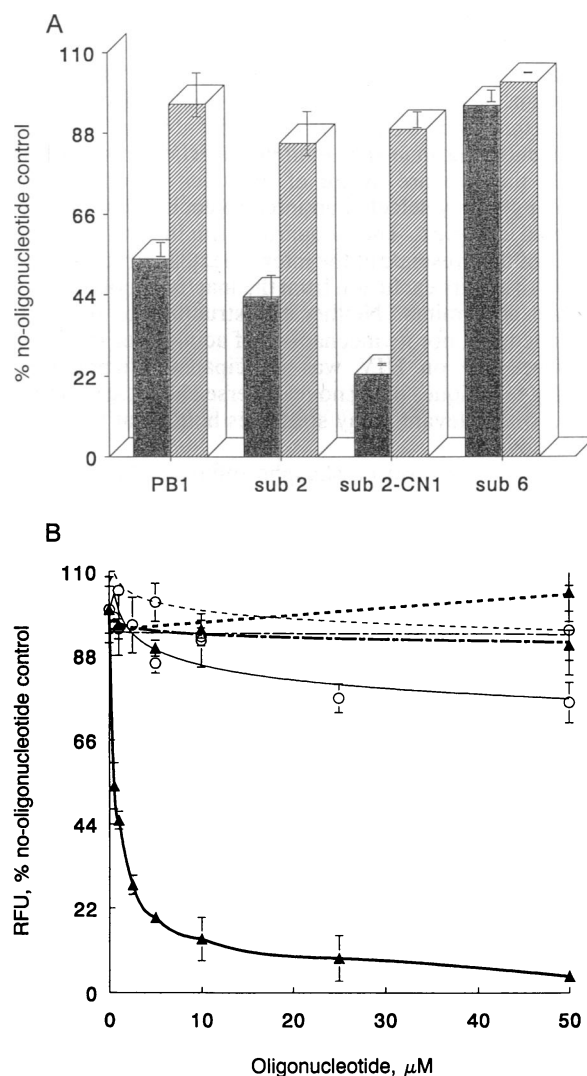 A
% no-oligonucleotide control
110
88
66
44
22
0
PB1 sub 2 sub 2-CN1 sub 6
B
RFU, % no-oligonucleotide control
110
88
66
44
22
0
0 10 20 30 40 50
Oligonucleotide, μM